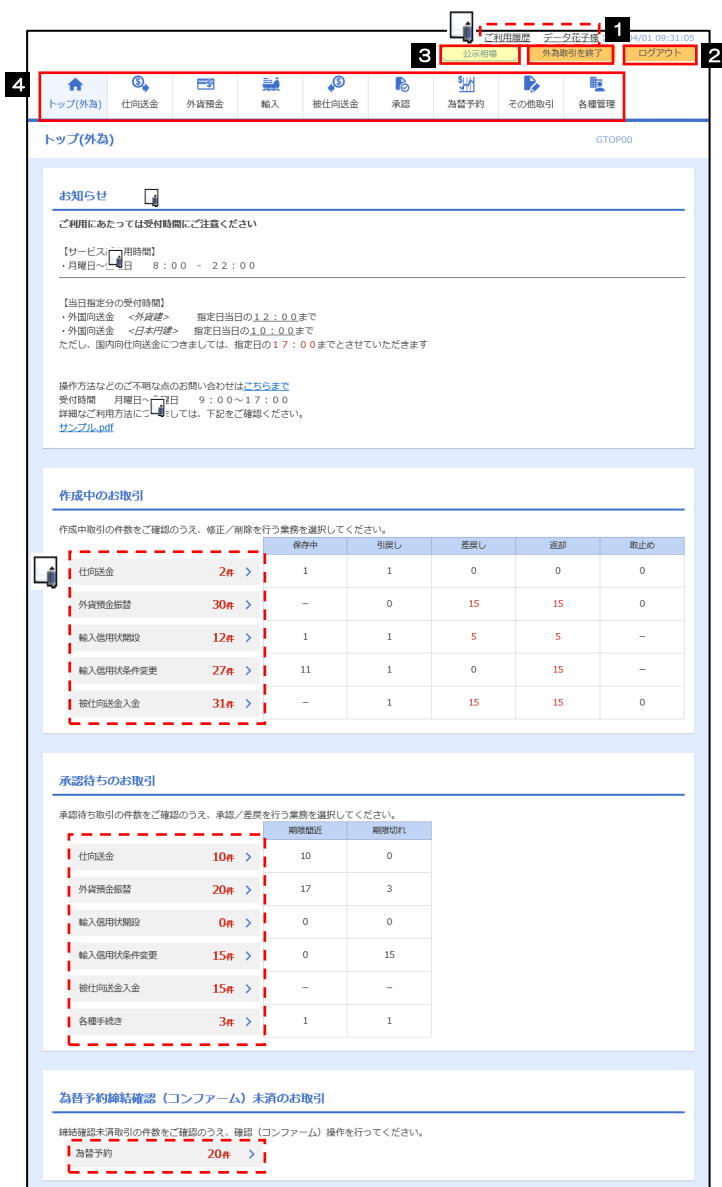 1
ご利用履歴 データ花子様 04/01 09:31:05
3 公示相場 外為取引を終了 ログアウト 2
4
トップ(外為) 仕向送金 外貨預金 輸入 被仕向送金 承認 為替予約 その他取引 各種管理
トップ(外為) GTOP00
お知らせ
ご利用にあたっては受付時間にご注意ください
【サービス 用時間】
・月曜日～ 日 8：00 - 22：00
【当日指定分の受付時間】
・外国向送金 <外貨建> 指定日当日の12：00まで
・外国向送金 <日本円建> 指定日当日の10：00まで
ただし、国内向仕向送金につきましては、指定日の17：00までとさせていただきます
操作方法などのご不明な点のお問い合わせはこちらまで
受付時間 月曜日～ 日 9：00～17：00
詳細なご利用方法に しては、下記をご確認ください。
サンプル.pdf
作成中のお取引
作成中取引の件数をご確認のうえ、修正／削除を行う業務を選択してください。
保存中 引戻し 差戻し 返却 取止め
仕向送金 2件 1 1 0 0 0
外貨預金振替 30件 － 0 15 15 0
輸入信用状開設 12件 1 1 5 5 －
輸入信用状条件変更 27件 11 1 0 15 －
被仕向送金入金 31件 － 1 15 15 0
承認待ちのお取引
承認待ち取引の件数をご確認のうえ、承認／差戻を行う業務を選択してください。
期限間近 期限切れ
仕向送金 10件 10 0
外貨預金振替 20件 17 3
輸入信用状開設 0件 0 0
輸入信用状条件変更 15件 0 15
被仕向送金入金 15件 － －
各種手続き 3件 1 1
為替予約締結確認（コンファーム）未済のお取引
締結確認未済取引の件数をご確認のうえ、確認（コンファーム）操作を行ってください。
為替予約 20件